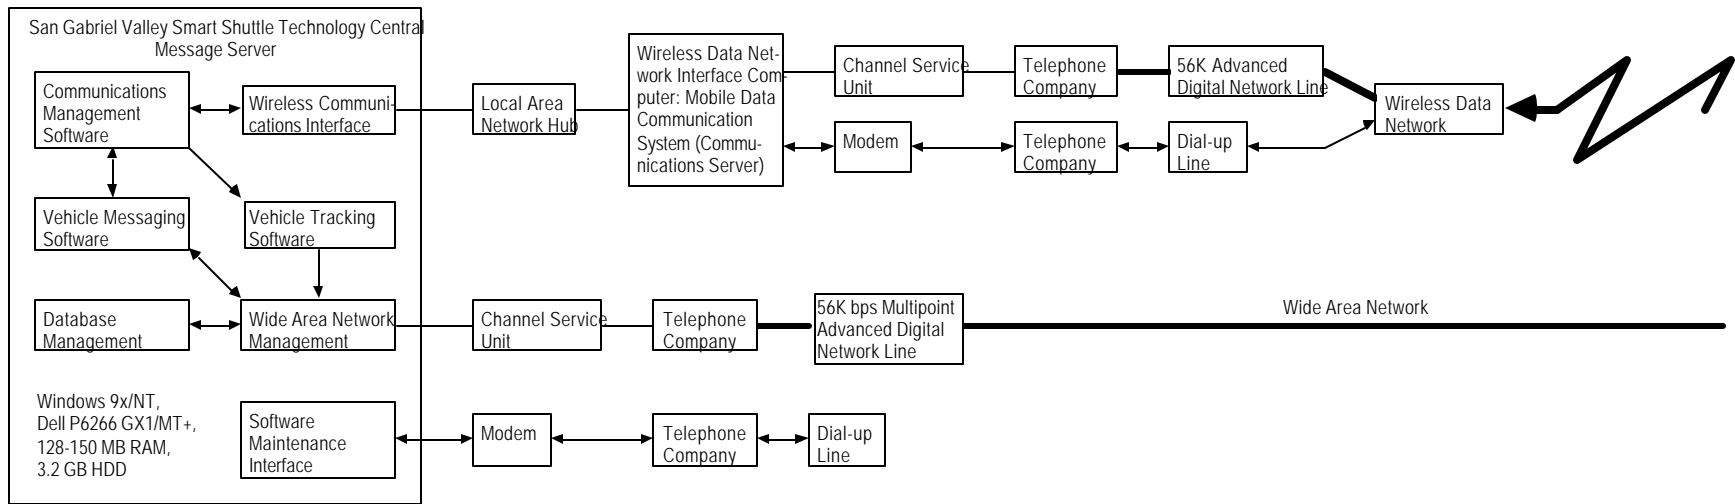 San Gabriel Valley Smart Shuttle Technology Central
Message Server
Communications
Management
Software
Wireless Communi-
cations Interface
Local Area
Network Hub
Wireless Data Net-
work Interface Com-
puter: Mobile Data
Communication
System (Commu-
nications Server)
Channel Service
Unit
Telephone
Company
56K Advanced
Digital Network Line
Wireless Data
Network
Modem
Telephone
Company
Dial-up
Line
Vehicle Messaging
Software
Vehicle Tracking
Software
Database
Management
Wide Area Network
Management
Channel Service
Unit
Telephone
Company
56K bps Multipoint
Advanced Digital
Network Line
Wide Area Network
Windows 9x/NT,
Dell P6266 GX1/MT+,
128-150 MB RAM,
3.2 GB HDD
Software
Maintenance
Interface
Modem
Telephone
Company
Dial-up
Line